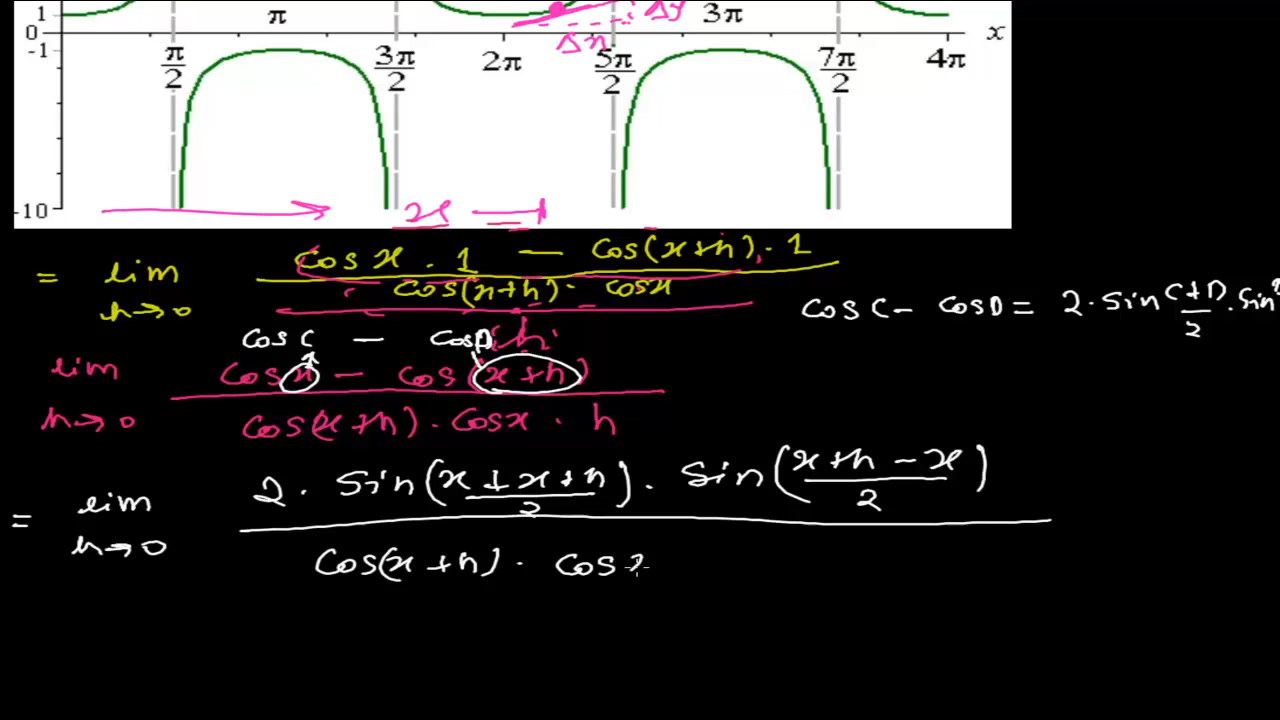 1 π Δy 3π
0 x
-1 π/2 3π/2 2π Δx 5π/2 7π/2 4π
-10
= lim h→0 (cos x · 1 − cos(x+h) · 1) / (cos(x+h) · cos x)
h
cos C − cos D = 2 · sin (C+D)/2 · sin
cos C − cos D
lim h→0 (cos x − cos(x+h)) / (cos(x+h) · cos x · h)
= lim h→0 (2 · sin((x+x+h)/2) · sin((x+h−x)/2)) / (cos(x+h) · cos